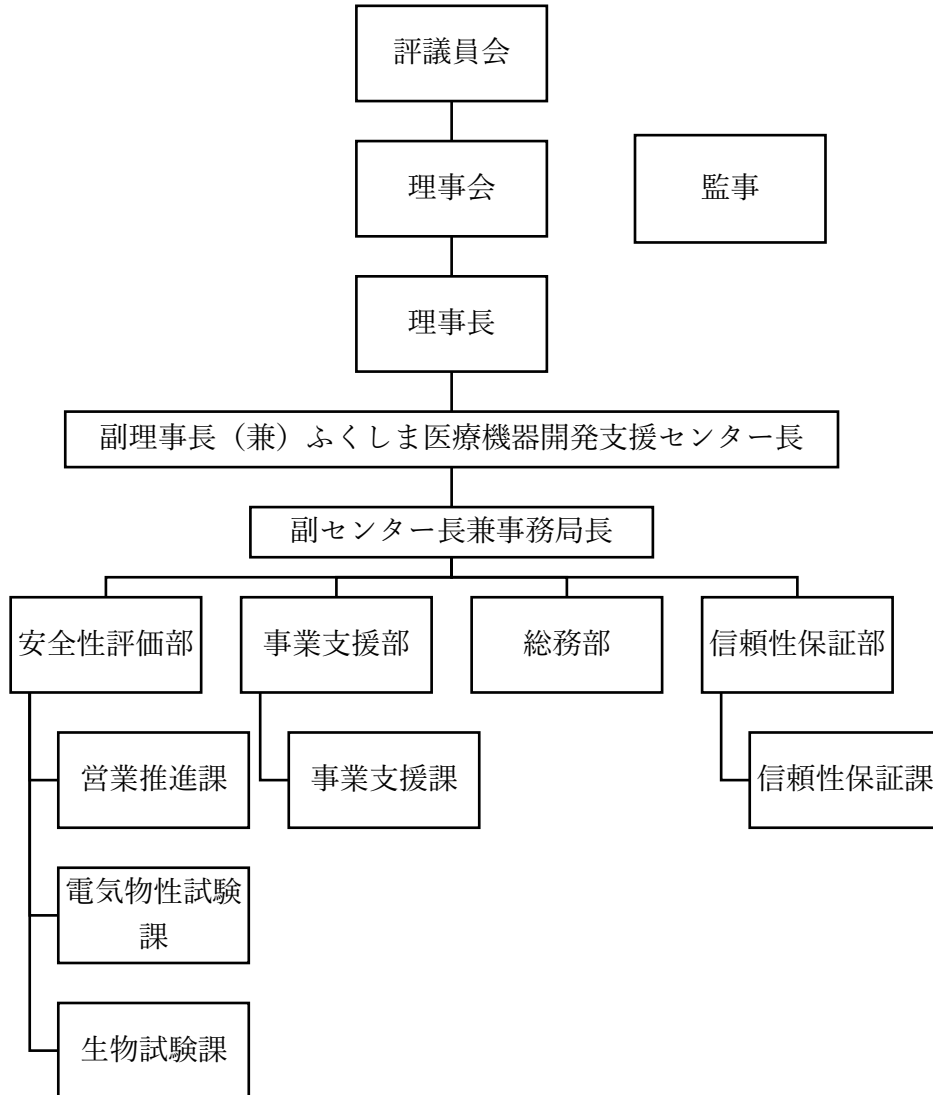 評議員会
理事会
監事
理事長
副理事長（兼）ふくしま医療機器開発支援センター長
副センター長兼事務局長
安全性評価部
事業支援部
総務部
信頼性保証部
営業推進課
事業支援課
信頼性保証課
電気物性試験
課
生物試験課